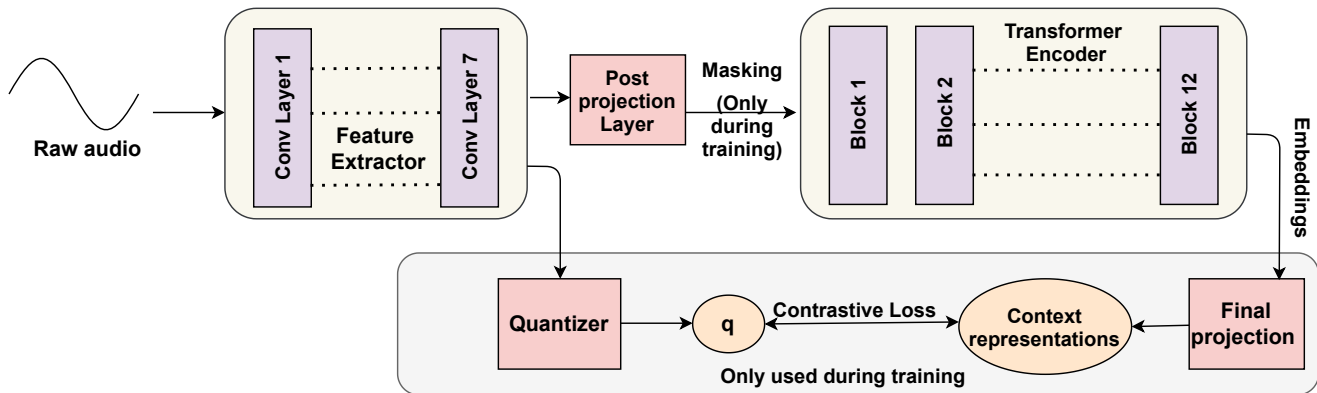 Raw audio
Conv Layer 1
Feature
Extractor
Conv Layer 7
Post
projection
Layer
Masking
(Only
during
training)
Block 1
Block 2
Transformer
Encoder
Block 12
Embeddings
Quantizer
q
Contrastive Loss
Context
representations
Final
projection
Only used during training